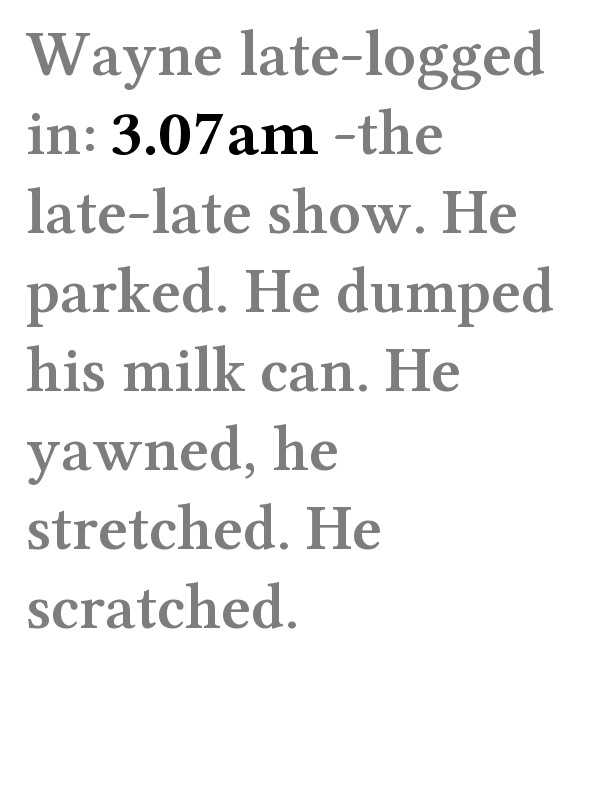 Wayne late-logged
in: 3.07am -the
late-late show. He
parked. He dumped
his milk can. He
yawned, he
stretched. He
scratched.